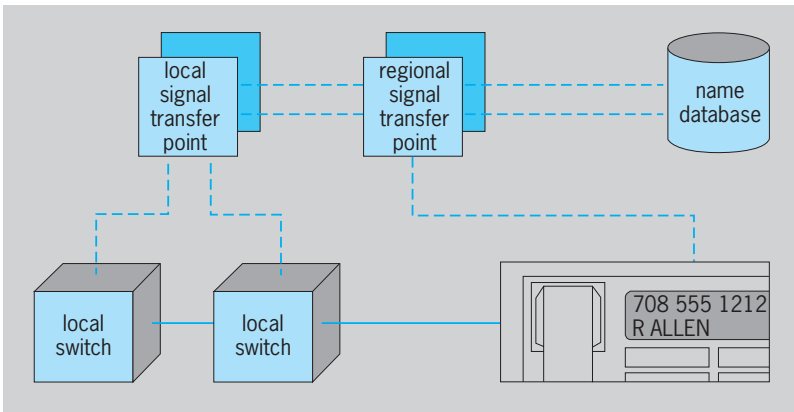 local
signal
transfer
point
regional
signal
transfer
point
name
database
local
switch
local
switch
708 555 1212
R ALLEN